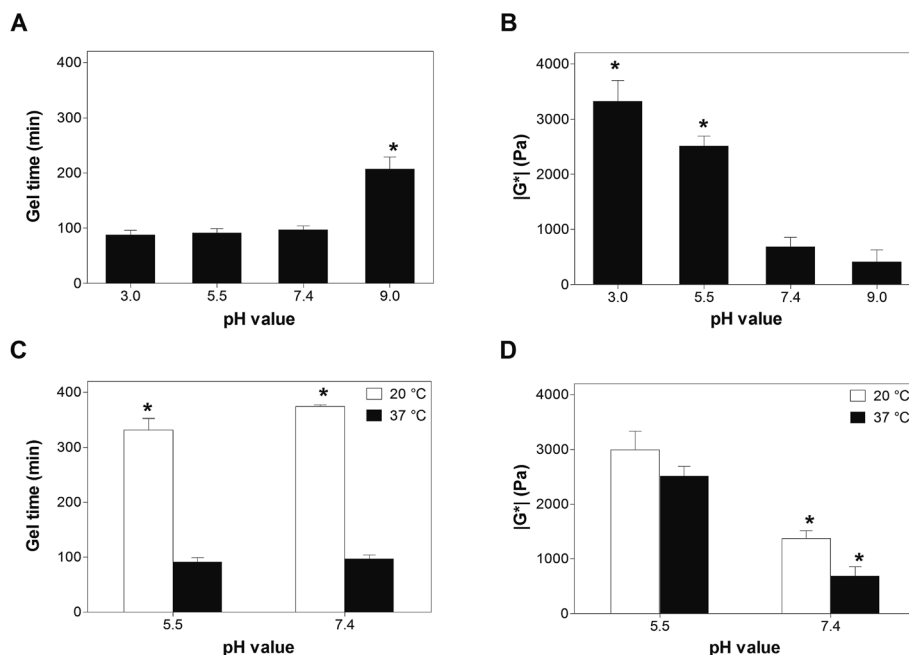 A
Gel time (min)
400
300
200
100
0
*
3.0 5.5 7.4 9.0
pH value
B
|G*| (Pa)
4000
3000
2000
1000
0
* *
3.0 5.5 7.4 9.0
pH value
C
Gel time (min)
400
300
200
100
0
* *
20 °C
37 °C
5.5 7.4
pH value
D
|G*| (Pa)
4000
3000
2000
1000
0
20 °C
37 °C
* *
5.5 7.4
pH value